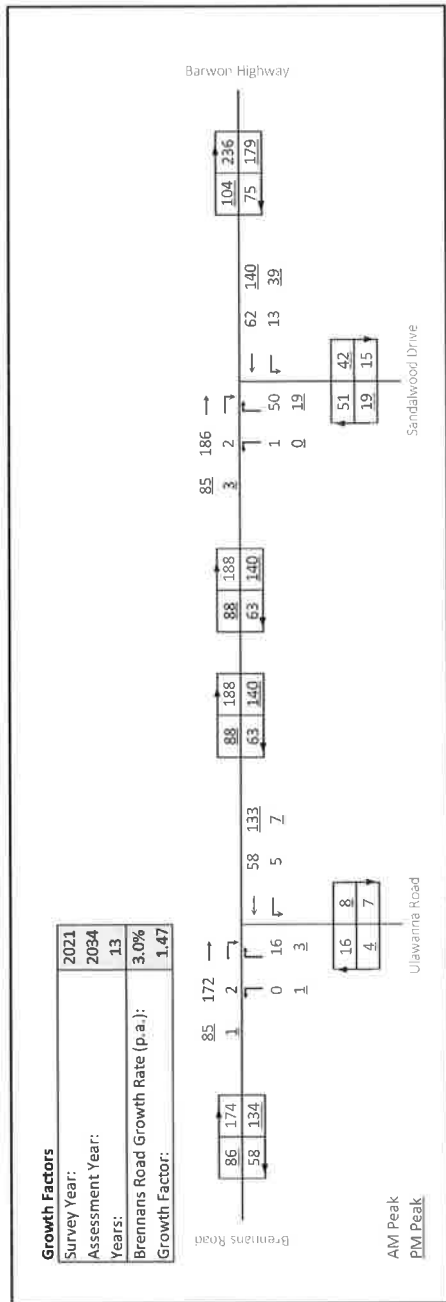 Growth Factors
Survey Year: 2021
Assessment Year: 2034
Years: 13
Brennans Road Growth Rate (p.a.): 3.0%
Growth Factor: 1.47
Brennans Road
86 174
58 134
85 172
1 2
58 133
5 7
0 16
1 3
16 8
4 7
Ulawanna Road
88 188
63 140
88 188
63 140
85 186
3 2
62 140
13 39
1 50
0 19
51 42
19 15
Sandalwood Drive
104 236
75 179
Barwon Highway
AM Peak
PM Peak